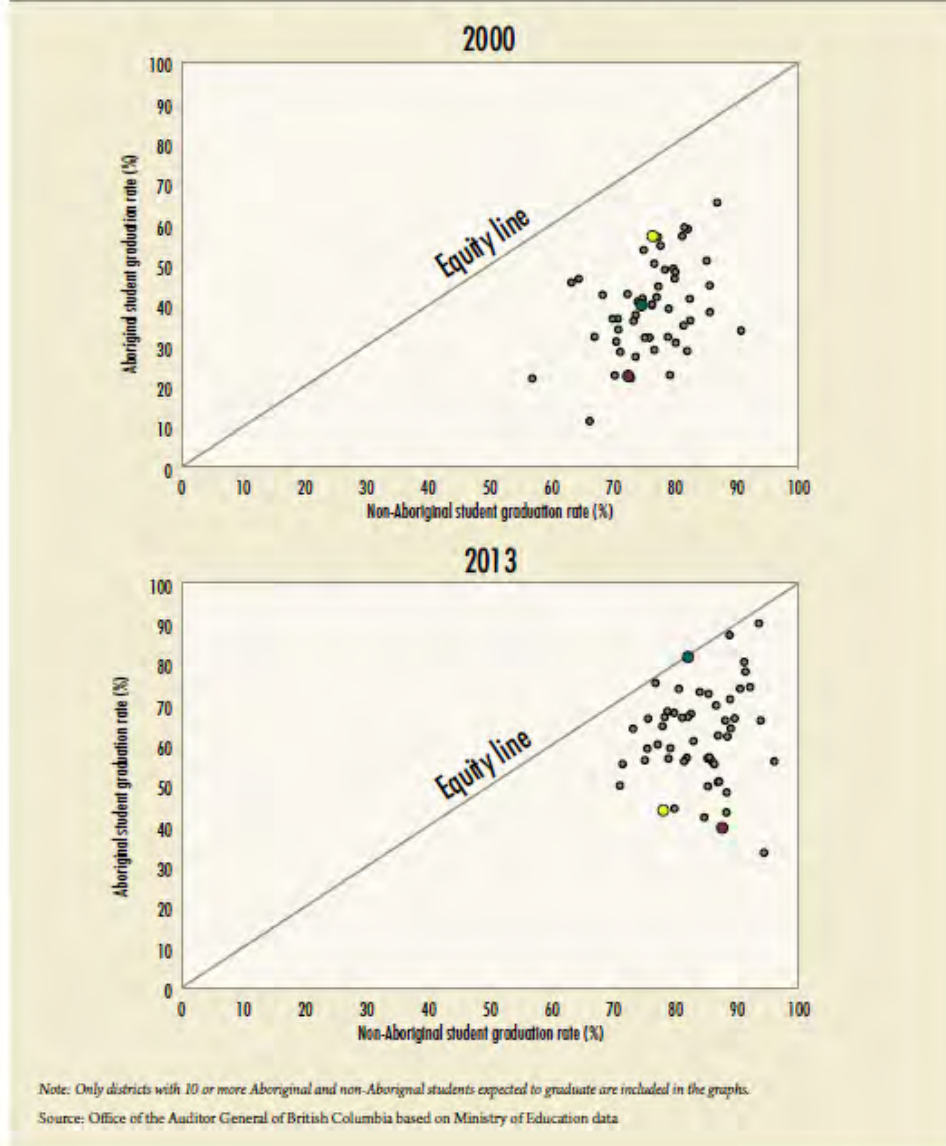 2000
100
90
80
70
60
50
40
30
20
10
0
Aboriginal student graduation rate (%)
Equity line
0 10 20 30 40 50 60 70 80 90 100
Non-Aboriginal student graduation rate (%)
2013
100
90
80
70
60
50
40
30
20
10
0
Aboriginal student graduation rate (%)
Equity line
0 10 20 30 40 50 60 70 80 90 100
Non-Aboriginal student graduation rate (%)
Note: Only districts with 10 or more Aboriginal and non-Aborignal students expected to graduate are included in the graphs.
Source: Office of the Auditor General of British Columbia based on Ministry of Education data